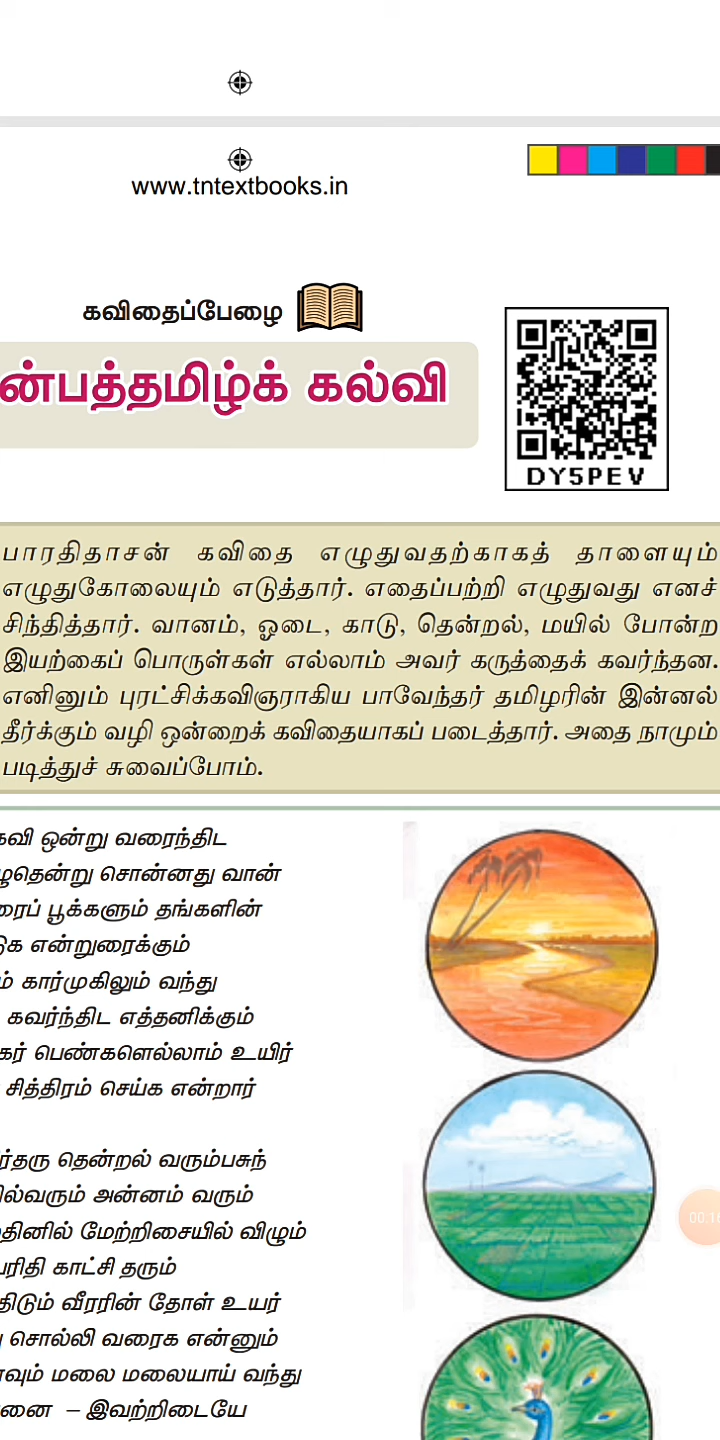 www.tntextbooks.in
கவிதைப்பேழை
ன்பத்தமிழ்க் கல்வி
DY5PEV
பாரதிதாசன் கவிதை எழுதுவதற்காகத் தாளையும்
எழுதுகோலையும் எடுத்தார். எதைப்பற்றி எழுதுவது எனச்
சிந்தித்தார். வானம், ஓடை, காடு, தென்றல், மயில் போன்ற
இயற்கைப் பொருள்கள் எல்லாம் அவர் கருத்தைக் கவர்ந்தன.
எனினும் புரட்சிக்கவிஞராகிய பாவேந்தர் தமிழரின் இன்னல்
தீர்க்கும் வழி ஒன்றைக் கவிதையாகப் படைத்தார். அதை நாமும்
படித்துச் சுவைப்போம்.
கவி ஒன்று வரைந்திட
ழுதென்று சொன்னது வான்
ரைப் பூக்களும் தங்களின்
டுக என்றுரைக்கும்
ம் கார்முகிலும் வந்து
கவர்ந்திட எத்தனிக்கும்
கர் பெண்களெல்லாம் உயிர்
சித்திரம் செய்க என்றார்
ர்தரு தென்றல் வரும்பசுந்
ில்வரும் அன்னம் வரும்
தினில் மேற்றிசையில் விழும்
பரிதி காட்சி தரும்
திடும் வீரரின் தோள் உயர்
து சொல்லி வரைக என்னும்
ரவும் மலை மலையாய் வந்து
னை – இவற்றிடையே